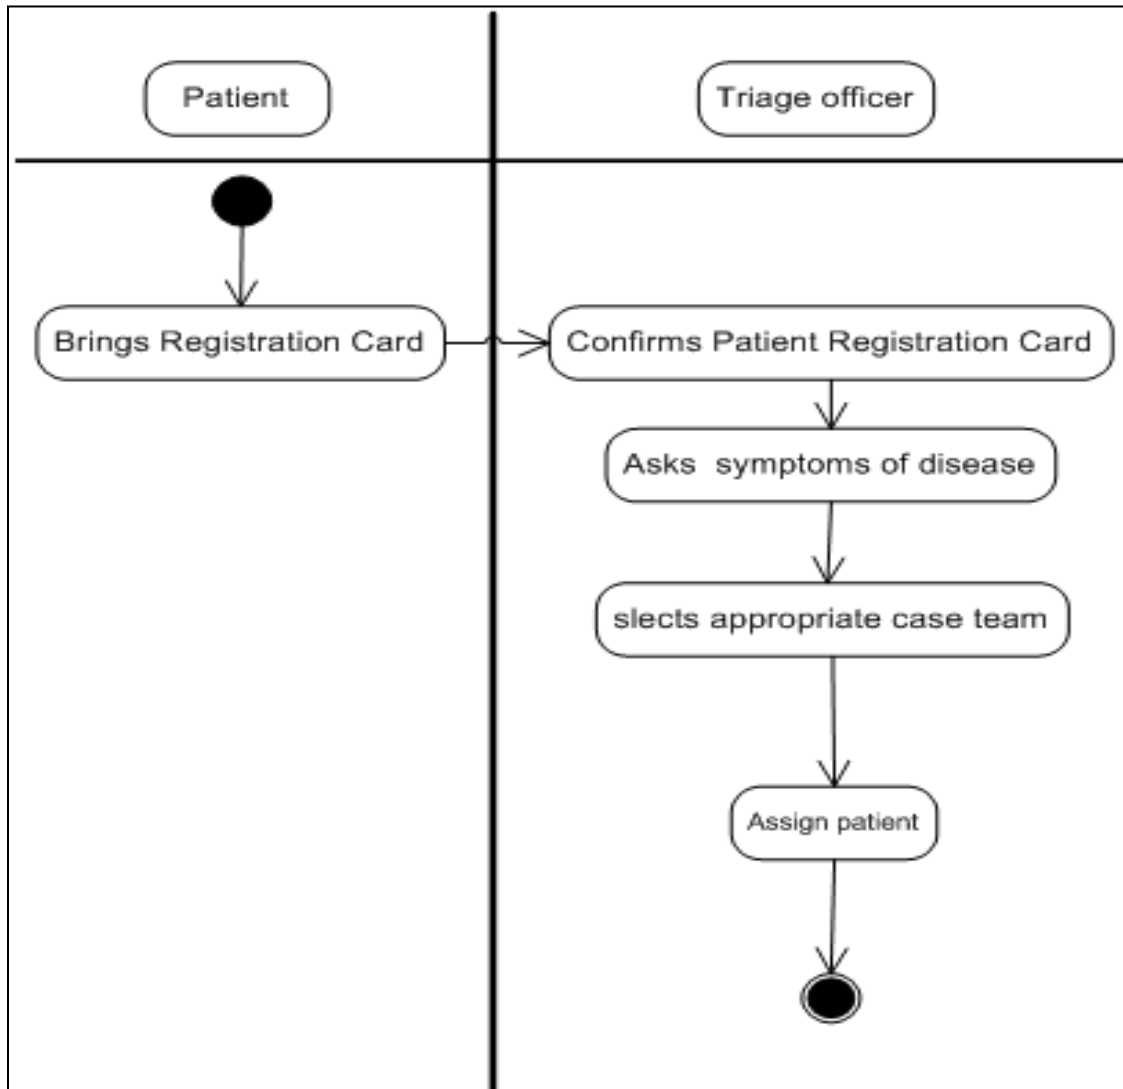 Patient
Triage officer
Brings Registration Card
Confirms Patient Registration Card
Asks symptoms of disease
slects appropriate case team
Assign patient